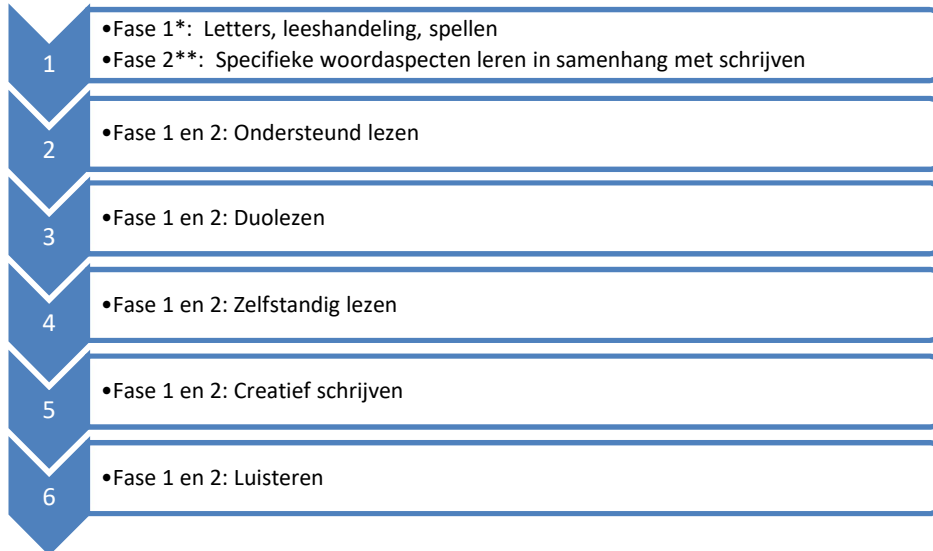 1
•Fase 1*: Letters, leeshandeling, spellen
•Fase 2**: Specifieke woordaspecten leren in samenhang met schrijven
2
•Fase 1 en 2: Ondersteund lezen
3
•Fase 1 en 2: Duolezen
4
•Fase 1 en 2: Zelfstandig lezen
5
•Fase 1 en 2: Creatief schrijven
6
•Fase 1 en 2: Luisteren